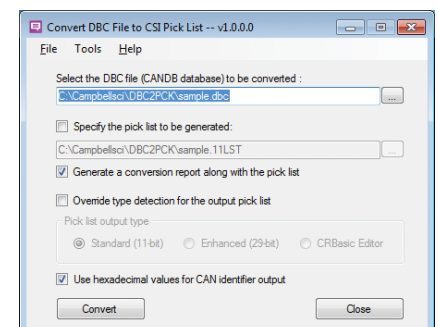 Convert DBC File to CSI Pick List -- v1.0.0.0
File Tools Help
Select the DBC file (CANDB database) to be converted :
C:\Campbellsci\DBC2PCK\sample.dbc ...
Specify the pick list to be generated:
C:\Campbellsci\DBC2PCK\sample.11LST ...
Generate a conversion report along with the pick list
Override type detection for the output pick list
Pick list output type
Standard (11-bit) Enhanced (29-bit) CRBasic Editor
Use hexadecimal values for CAN identifier output
Convert Close